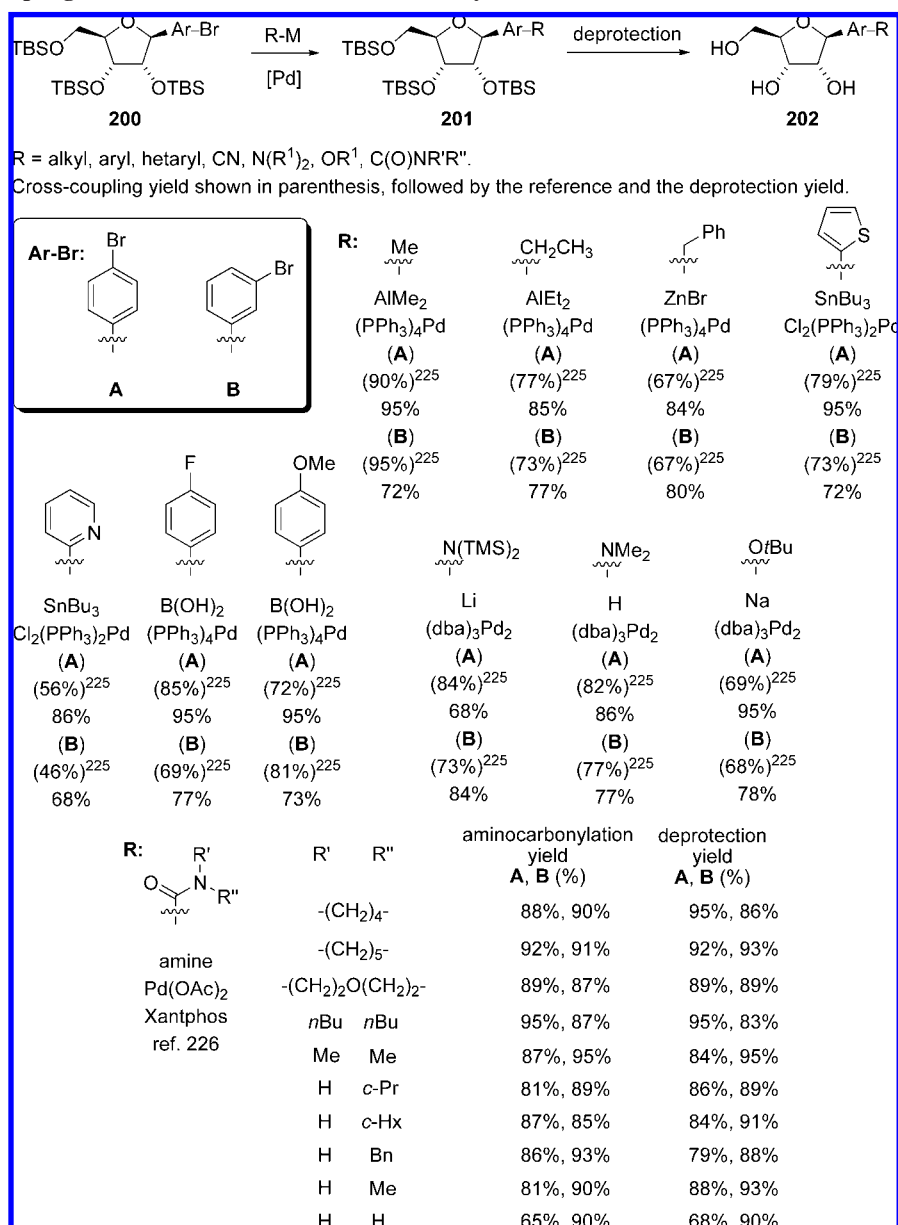 O Ar-Br R-M O Ar-R deprotection O Ar-R
TBSO [Pd] TBSO HO
TBSO OTBS TBSO OTBS HO OH
200 201 202
R = alkyl, aryl, hetaryl, CN, N(R¹)₂, OR¹, C(O)NR'R".
Cross-coupling yield shown in parenthesis, followed by the reference and the deprotection yield.
Ar-Br: Br Br
A B
R: Me CH₂CH₃ Ph S
AlMe₂ AlEt₂ ZnBr SnBu₃
(PPh₃)₄Pd (PPh₃)₄Pd (PPh₃)₄Pd Cl₂(PPh₃)₂Pd
(A) (A) (A) (A)
(90%)²²⁵ (77%)²²⁵ (67%)²²⁵ (79%)²²⁵
95% 85% 84% 95%
(B) (B) (B) (B)
(95%)²²⁵ (73%)²²⁵ (67%)²²⁵ (73%)²²⁵
72% 77% 80% 72%
N F OMe
SnBu₃ B(OH)₂ B(OH)₂
Cl₂(PPh₃)₂Pd (PPh₃)₄Pd (PPh₃)₄Pd
(A) (A) (A)
(56%)²²⁵ (85%)²²⁵ (72%)²²⁵
86% 95% 95%
(B) (B) (B)
(46%)²²⁵ (69%)²²⁵ (81%)²²⁵
68% 77% 73%
N(TMS)₂ NMe₂ OtBu
Li H Na
(dba)₃Pd₂ (dba)₃Pd₂ (dba)₃Pd₂
(A) (A) (A)
(84%)²²⁵ (82%)²²⁵ (69%)²²⁵
68% 86% 95%
(B) (B) (B)
(73%)²²⁵ (77%)²²⁵ (68%)²²⁵
84% 77% 78%
R: R' N R" O
amine
Pd(OAc)₂
Xantphos
ref. 226
R' R" aminocarbonylation yield A, B (%) deprotection yield A, B (%)
-(CH₂)₄- 88%, 90% 95%, 86%
-(CH₂)₅- 92%, 91% 92%, 93%
-(CH₂)₂O(CH₂)₂- 89%, 87% 89%, 89%
nBu nBu 95%, 87% 95%, 83%
Me Me 87%, 95% 84%, 95%
H c-Pr 81%, 89% 86%, 89%
H c-Hx 87%, 85% 84%, 91%
H Bn 86%, 93% 79%, 88%
H Me 81%, 90% 88%, 93%
H H 65%, 90% 68%, 90%